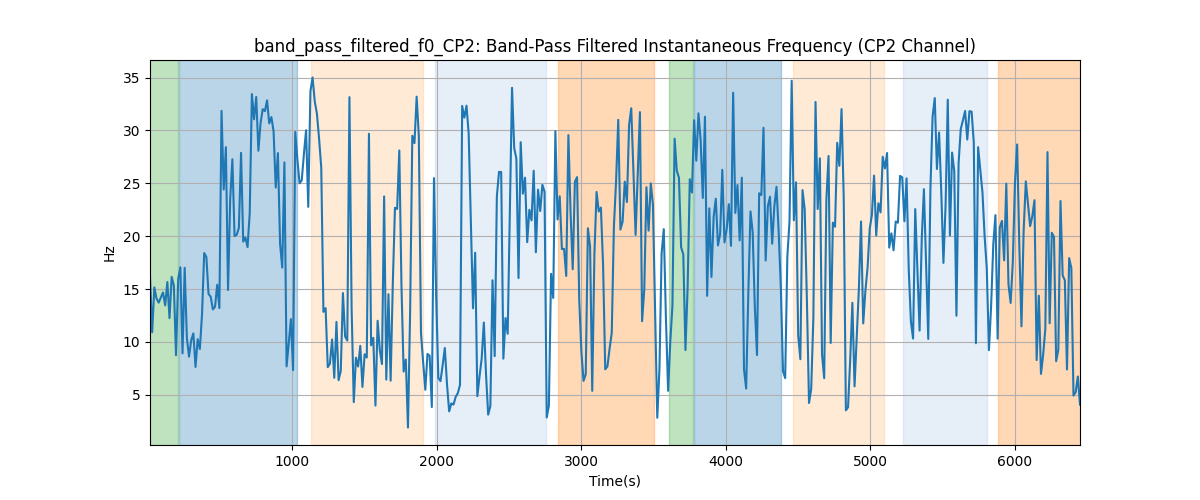 band_pass_filtered_f0_CP2: Band-Pass Filtered Instantaneous Frequency (CP2 Channel)
35
30
25
20
15
10
5
Hz
1000 2000 3000 4000 5000 6000
Time(s)